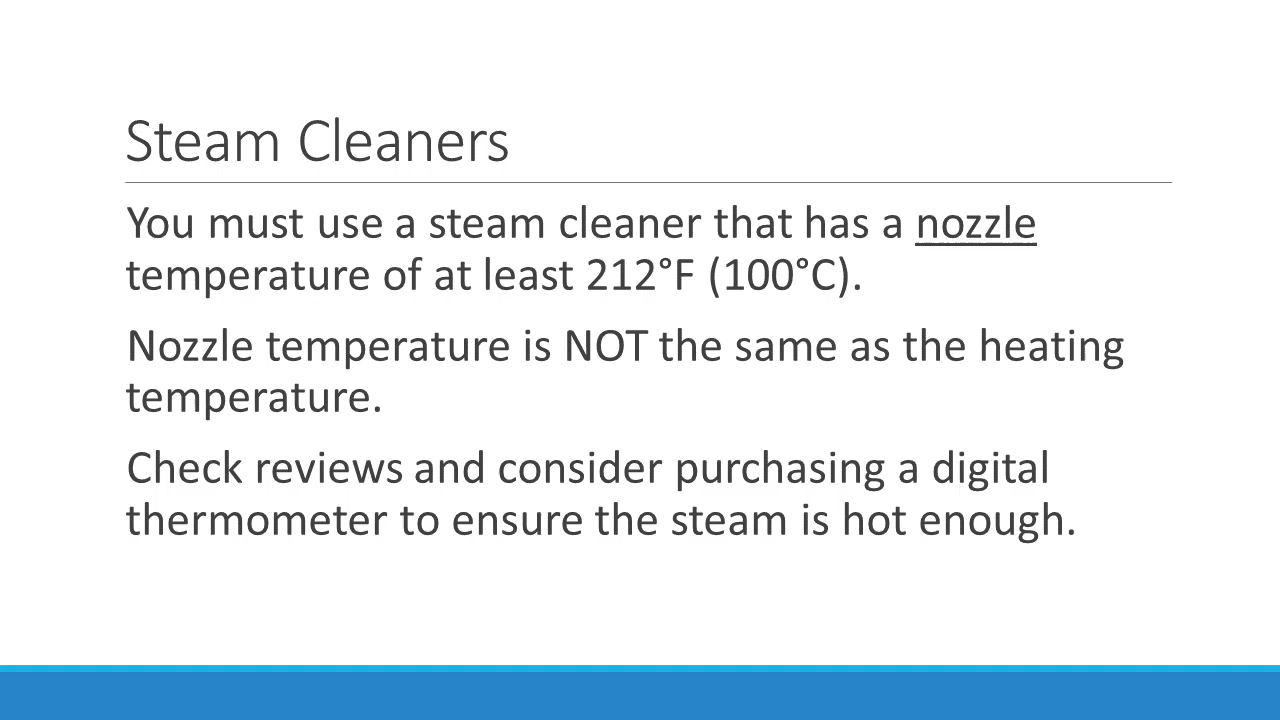 Steam Cleaners
You must use a steam cleaner that has a nozzle
temperature of at least 212°F (100°C).
Nozzle temperature is NOT the same as the heating
temperature.
Check reviews and consider purchasing a digital
thermometer to ensure the steam is hot enough.